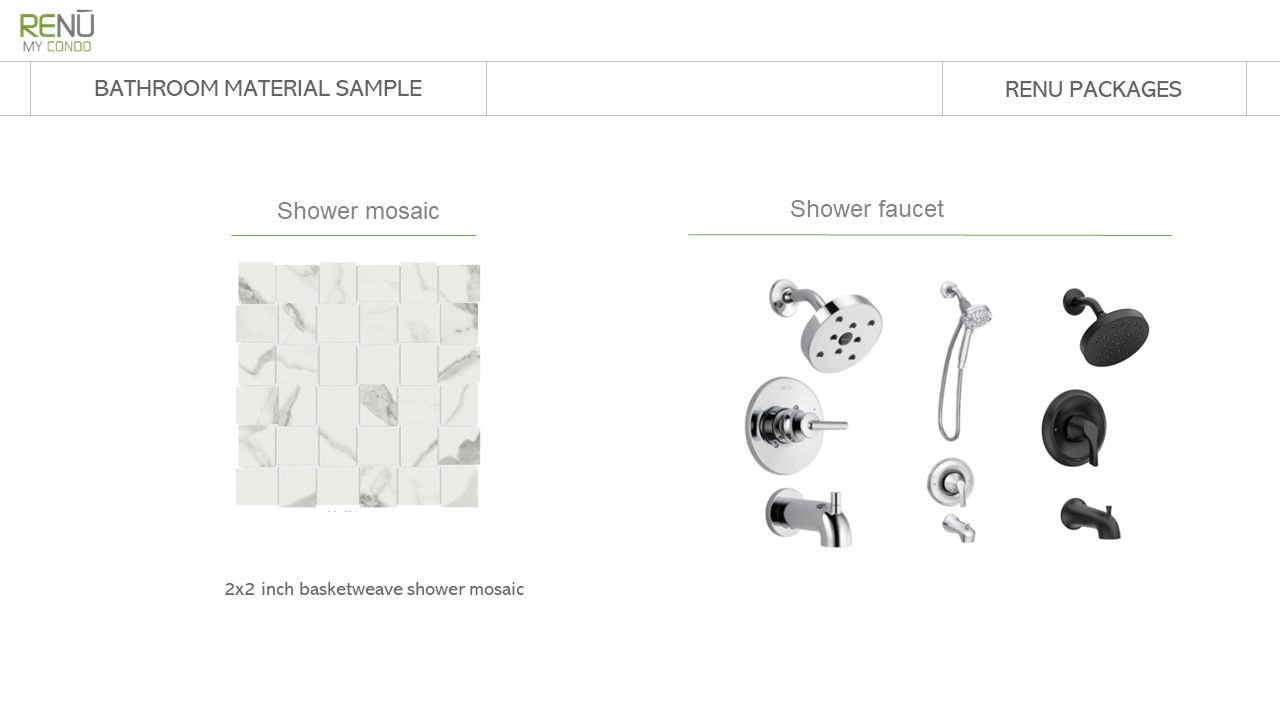 RENŪ
MY CONDO
BATHROOM MATERIAL SAMPLE
RENU PACKAGES
Shower mosaic
Shower faucet
2x2 inch basketweave shower mosaic